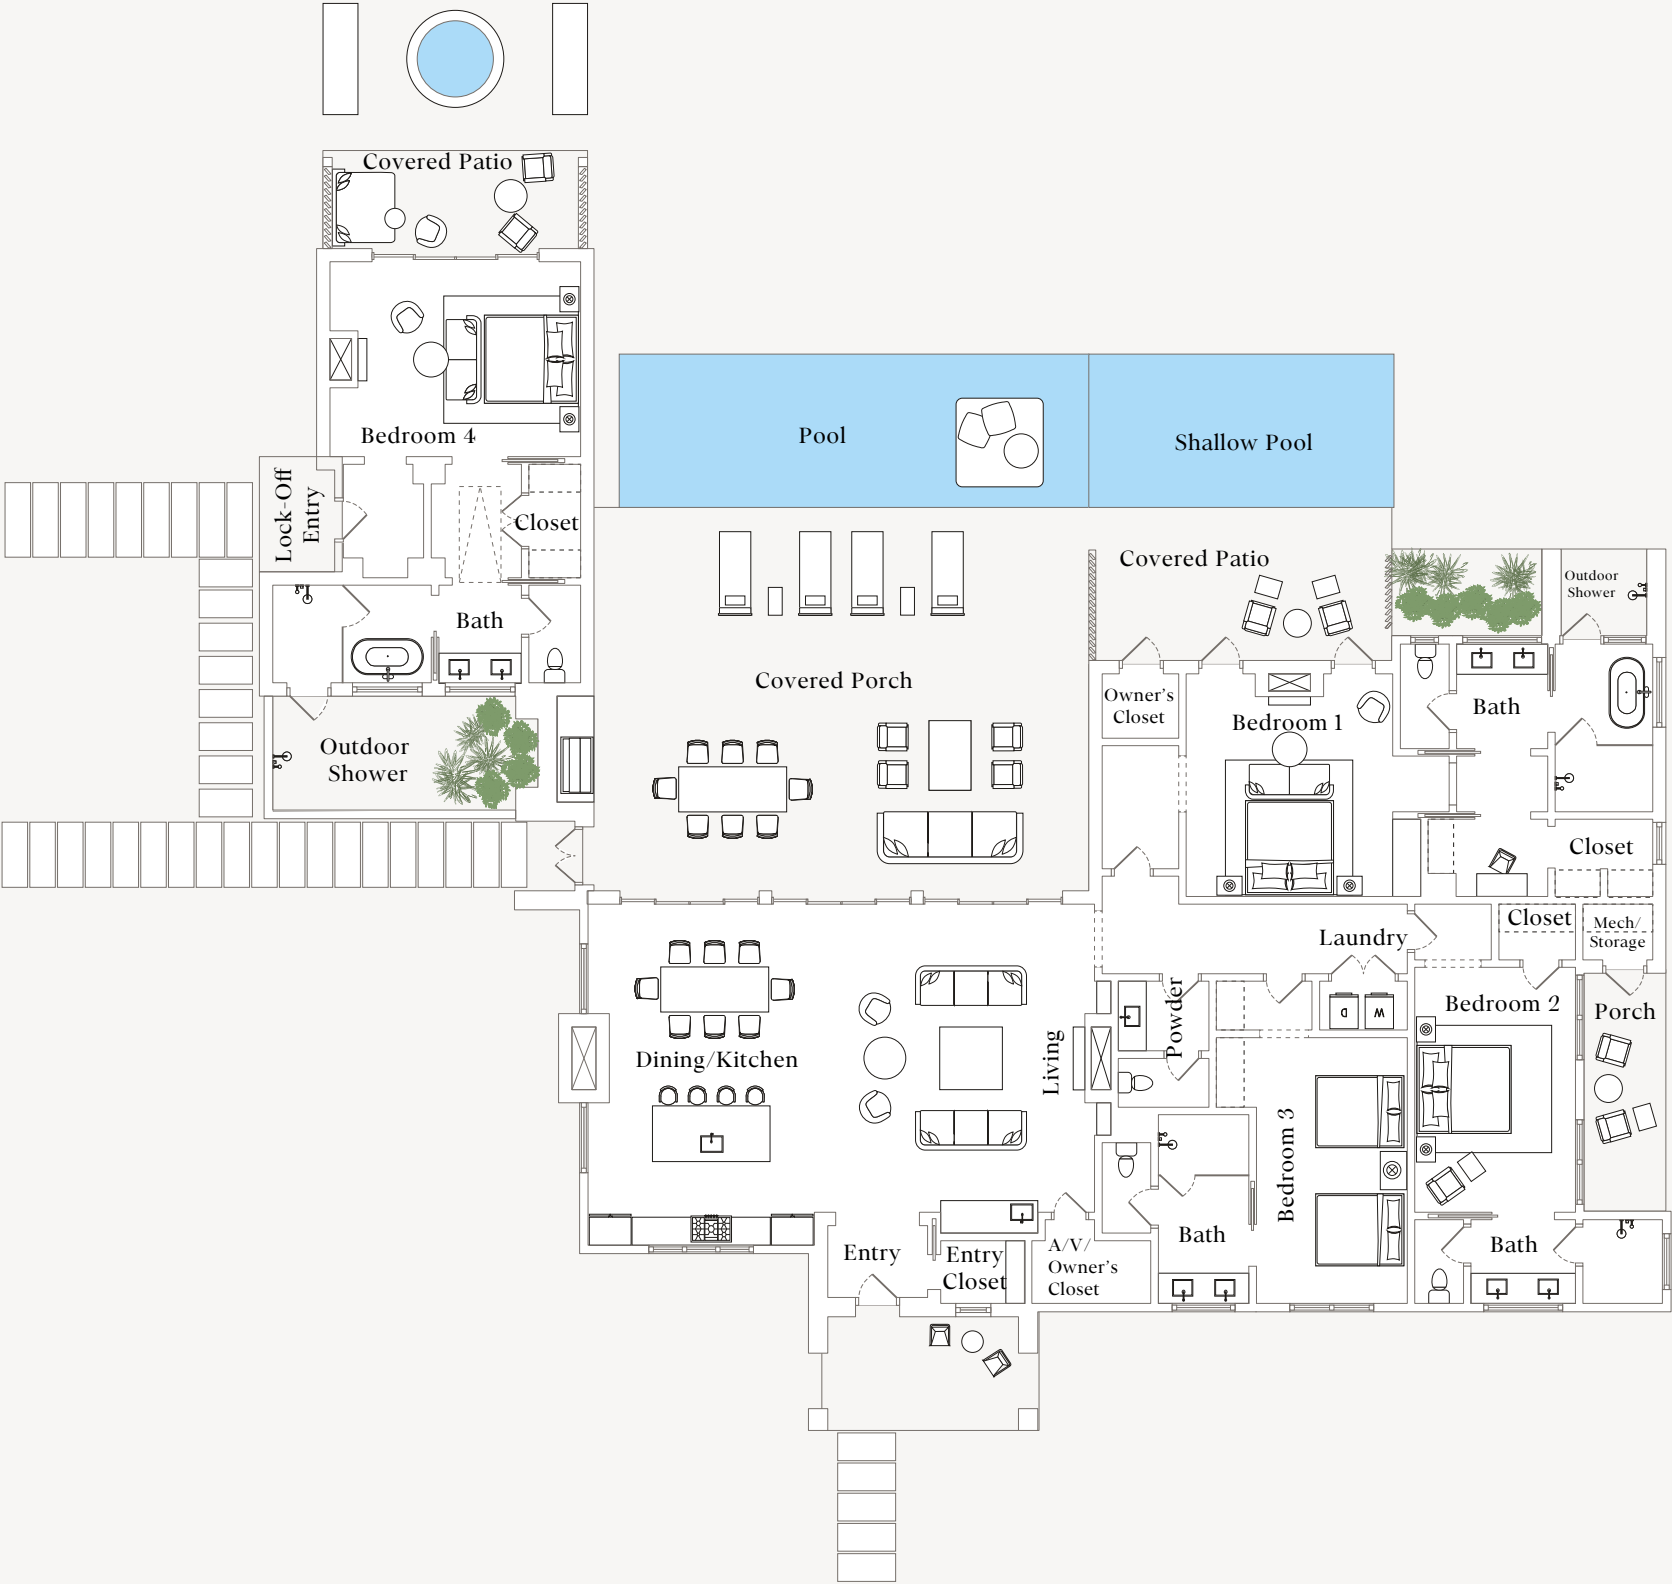 Covered Patio
Bedroom 4
Pool
Shallow Pool
Lock-Off
Entry
Closet
Covered Patio
Outdoor
Shower
Bath
Covered Porch
Owner's
Closet
Bedroom 1
Bath
Outdoor
Shower
Closet
Closet
Mech/
Storage
Laundry
Powder
D
W
Bedroom 2
Porch
Dining/Kitchen
Living
Bedroom 3
Bath
Bath
Entry
Entry
Closet
A/V/
Owner's
Closet